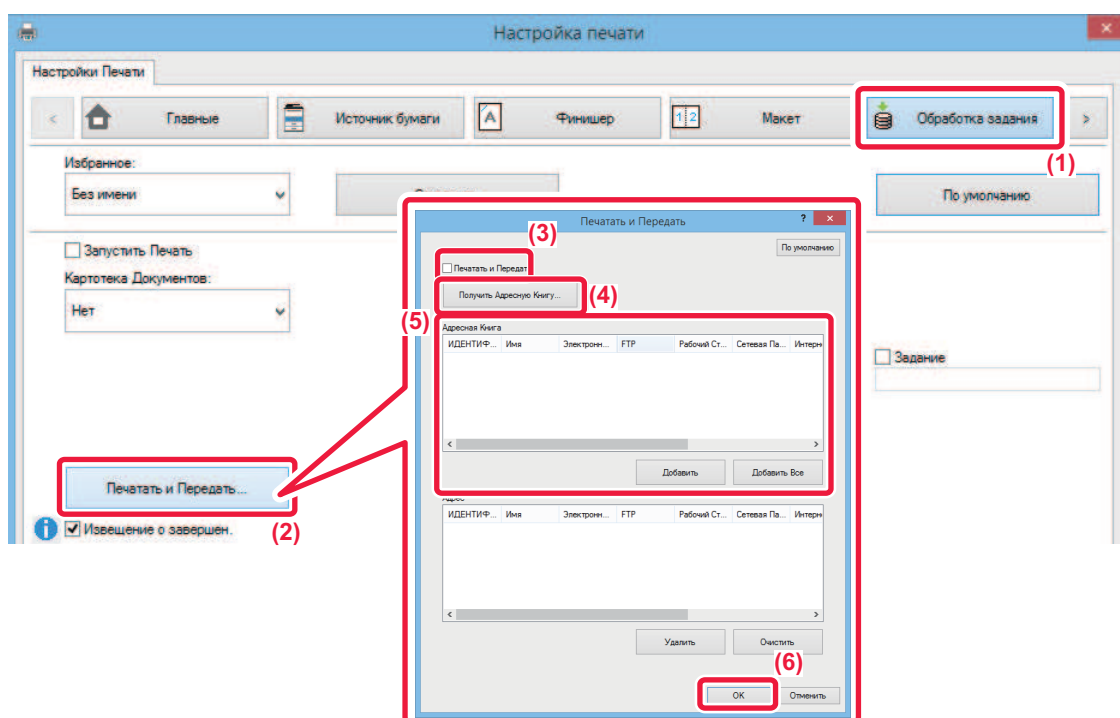 Настройка печати
Настройки Печати
Главные
Источник бумаги
Финишер
Макет
Обработка задания
(1)
Избранное:
Без имени
По умолчанию
Запустить Печать
Картотека Документов:
Нет
Задание
Печатать и Передать...
(2)
Извещение о завершен.
Печатать и Передать
?
По умолчанию
(3)
Печатать и Передат
Получить Адресную Книгу...
(4)
(5)
Адресная Книга
ИДЕНТИФ... Имя Электронн... FTP Рабочий Ст... Сетевая Па... Интерн
Добавить Добавить Все
Адрес
ИДЕНТИФ... Имя Электронн... FTP Рабочий Ст... Сетевая Па... Интерн
Удалить Очистить
(6)
OK Отменить